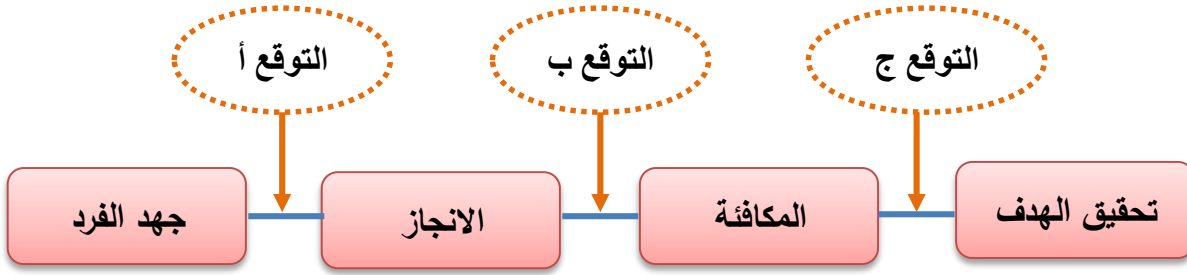 التوقع أ
التوقع ب
التوقع ج
جهد الفرد
الانجاز
المكافئة
تحقيق الهدف